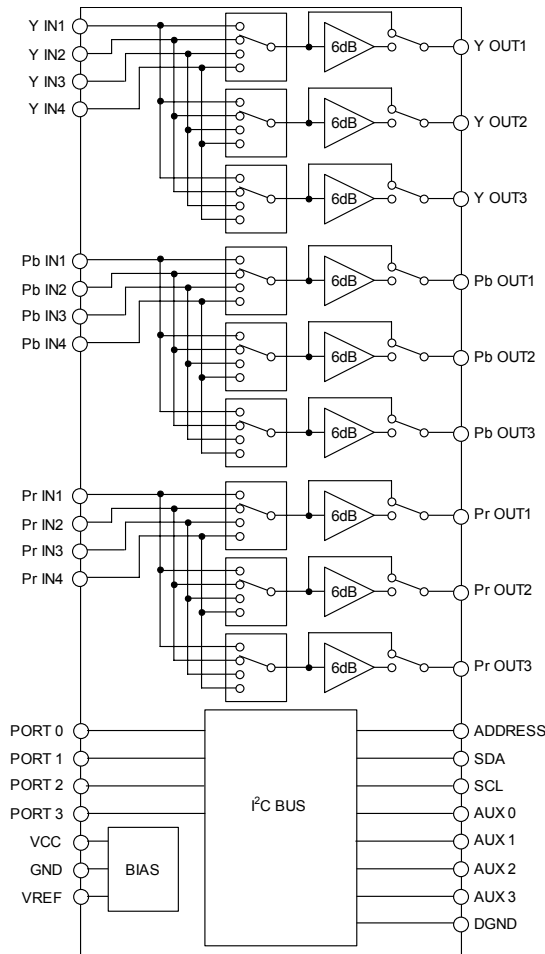 Y IN1
Y IN2
Y IN3
Y IN4
6dB
Y OUT1
6dB
Y OUT2
6dB
Y OUT3
Pb IN1
Pb IN2
Pb IN3
Pb IN4
6dB
Pb OUT1
6dB
Pb OUT2
6dB
Pb OUT3
Pr IN1
Pr IN2
Pr IN3
Pr IN4
6dB
Pr OUT1
6dB
Pr OUT2
6dB
Pr OUT3
PORT 0
PORT 1
PORT 2
PORT 3
VCC
GND
VREF
BIAS
I²C BUS
ADDRESS
SDA
SCL
AUX 0
AUX 1
AUX 2
AUX 3
DGND